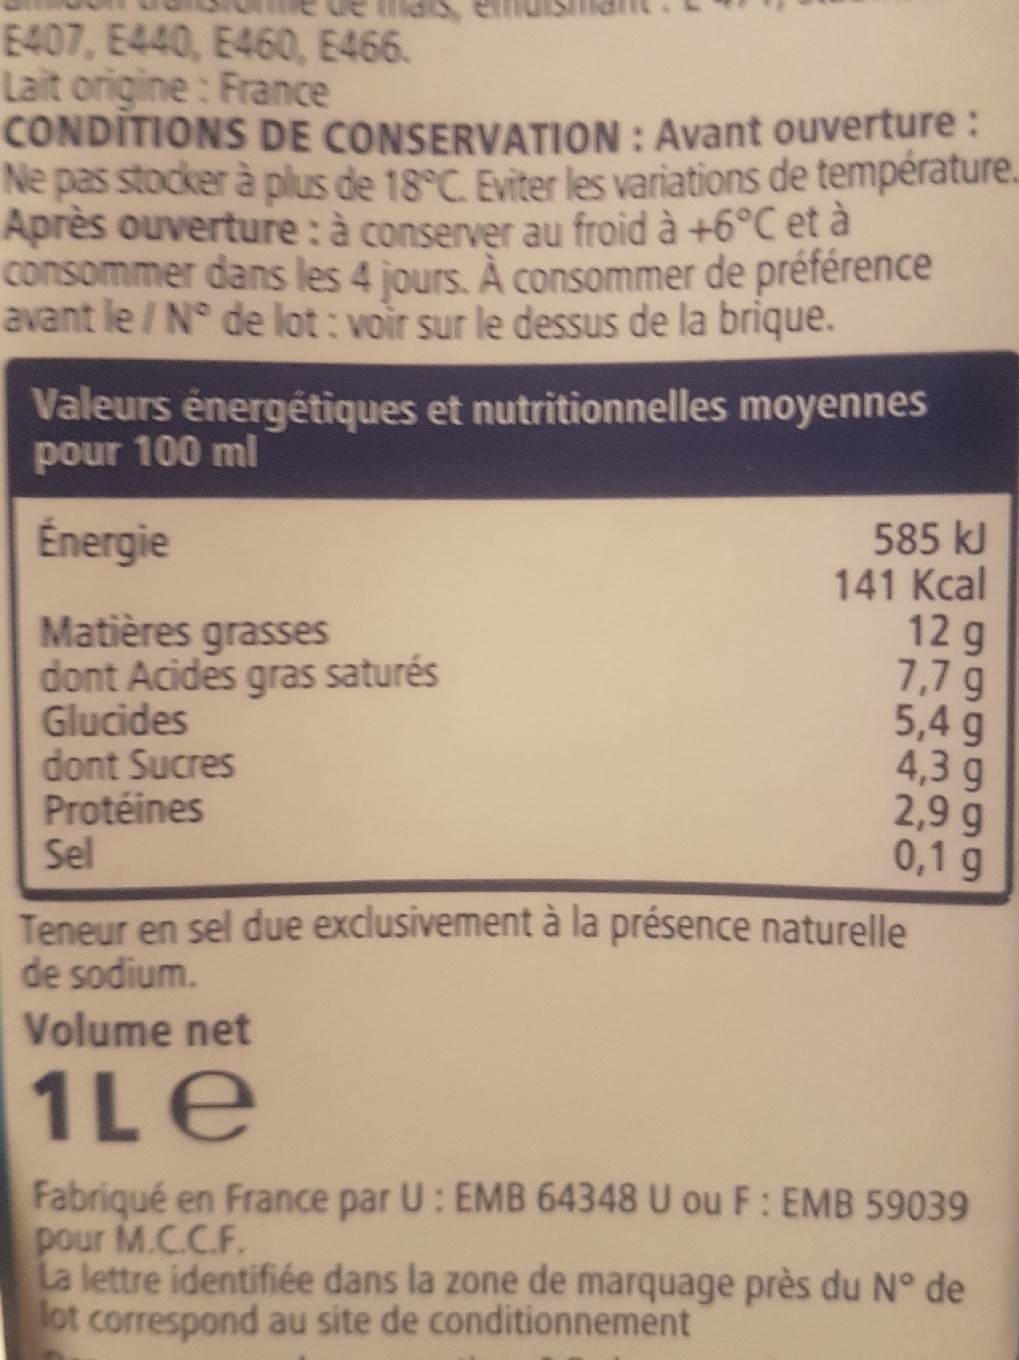 transformé de maïs, émulsifiant : E 471,
E407, E440, E460, E466.
Lait origine : France
CONDITIONS DE CONSERVATION : Avant ouverture :
Ne pas stocker à plus de 18°C. Eviter les variations de température.
Après ouverture : à conserver au froid à +6°C et à
consommer dans les 4 jours. À consommer de préférence
avant le / N° de lot : voir sur le dessus de la brique.
Valeurs énergétiques et nutritionnelles moyennes
pour 100 ml
Énergie 585 kJ
141 Kcal
Matières grasses 12 g
dont Acides gras saturés 7,7 g
Glucides 5,4 g
dont Sucres 4,3 g
Protéines 2,9 g
Sel 0,1 g
Teneur en sel due exclusivement à la présence naturelle
de sodium.
Volume net
1L e
Fabriqué en France par U : EMB 64348 U ou F : EMB 59039
pour M.C.C.F.
La lettre identifiée dans la zone de marquage près du N° de
lot correspond au site de conditionnement